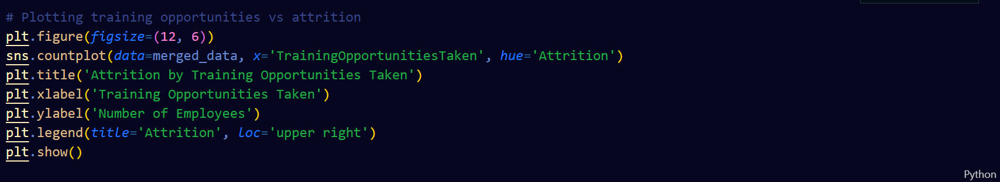 # Plotting training opportunities vs attrition
plt.figure(figsize=(12, 6))
sns.countplot(data=merged_data, x='TrainingOpportunitiesTaken', hue='Attrition')
plt.title('Attrition by Training Opportunities Taken')
plt.xlabel('Training Opportunities Taken')
plt.ylabel('Number of Employees')
plt.legend(title='Attrition', loc='upper right')
plt.show()
Python